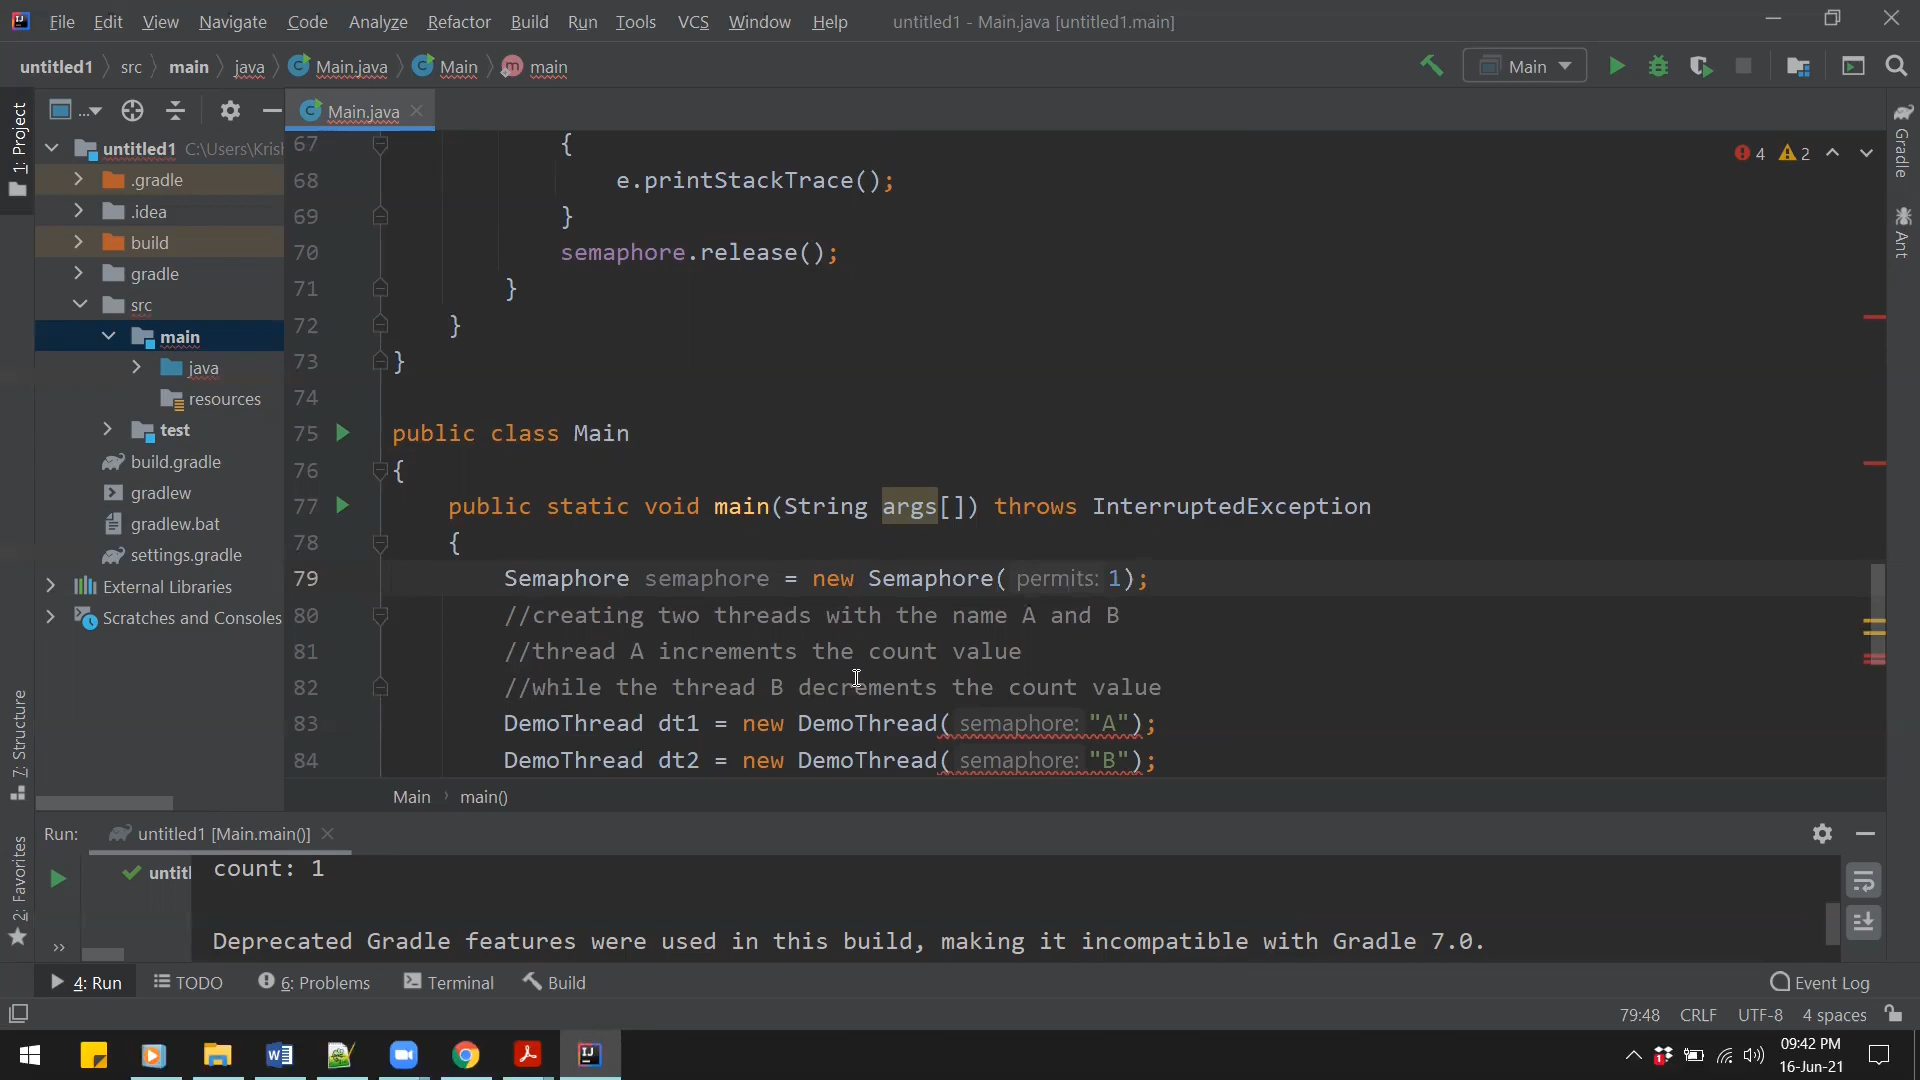 File Edit View Navigate Code Analyze Refactor Build Run Tools VCS Window Help untitled1 - Main.java [untitled1.main]
untitled1 src main java Main.java Main main Main
1: Project
Main.java
untitled1 C:\Users\Krish
.gradle
.idea
build
gradle
src
main
java
resources
test
build.gradle
gradlew
gradlew.bat
settings.gradle
External Libraries
Scratches and Consoles
4 2
67 {
68 e.printStackTrace();
69 }
70 semaphore.release();
71 }
72 }
73 }
74
75 public class Main
76 {
77 public static void main(String args[]) throws InterruptedException
78 {
79 Semaphore semaphore = new Semaphore( permits: 1);
80 //creating two threads with the name A and B
81 //thread A increments the count value
82 //while the thread B decrements the count value
83 DemoThread dt1 = new DemoThread( semaphore: "A");
84 DemoThread dt2 = new DemoThread( semaphore: "B");
Main main()
Gradle
Ant
7: Structure
2: Favorites
Run: untitled1 [Main.main()]
untitl
count: 1
Deprecated Gradle features were used in this build, making it incompatible with Gradle 7.0.
4: Run TODO 6: Problems Terminal Build Event Log
79:48 CRLF UTF-8 4 spaces
09:42 PM
16-Jun-21